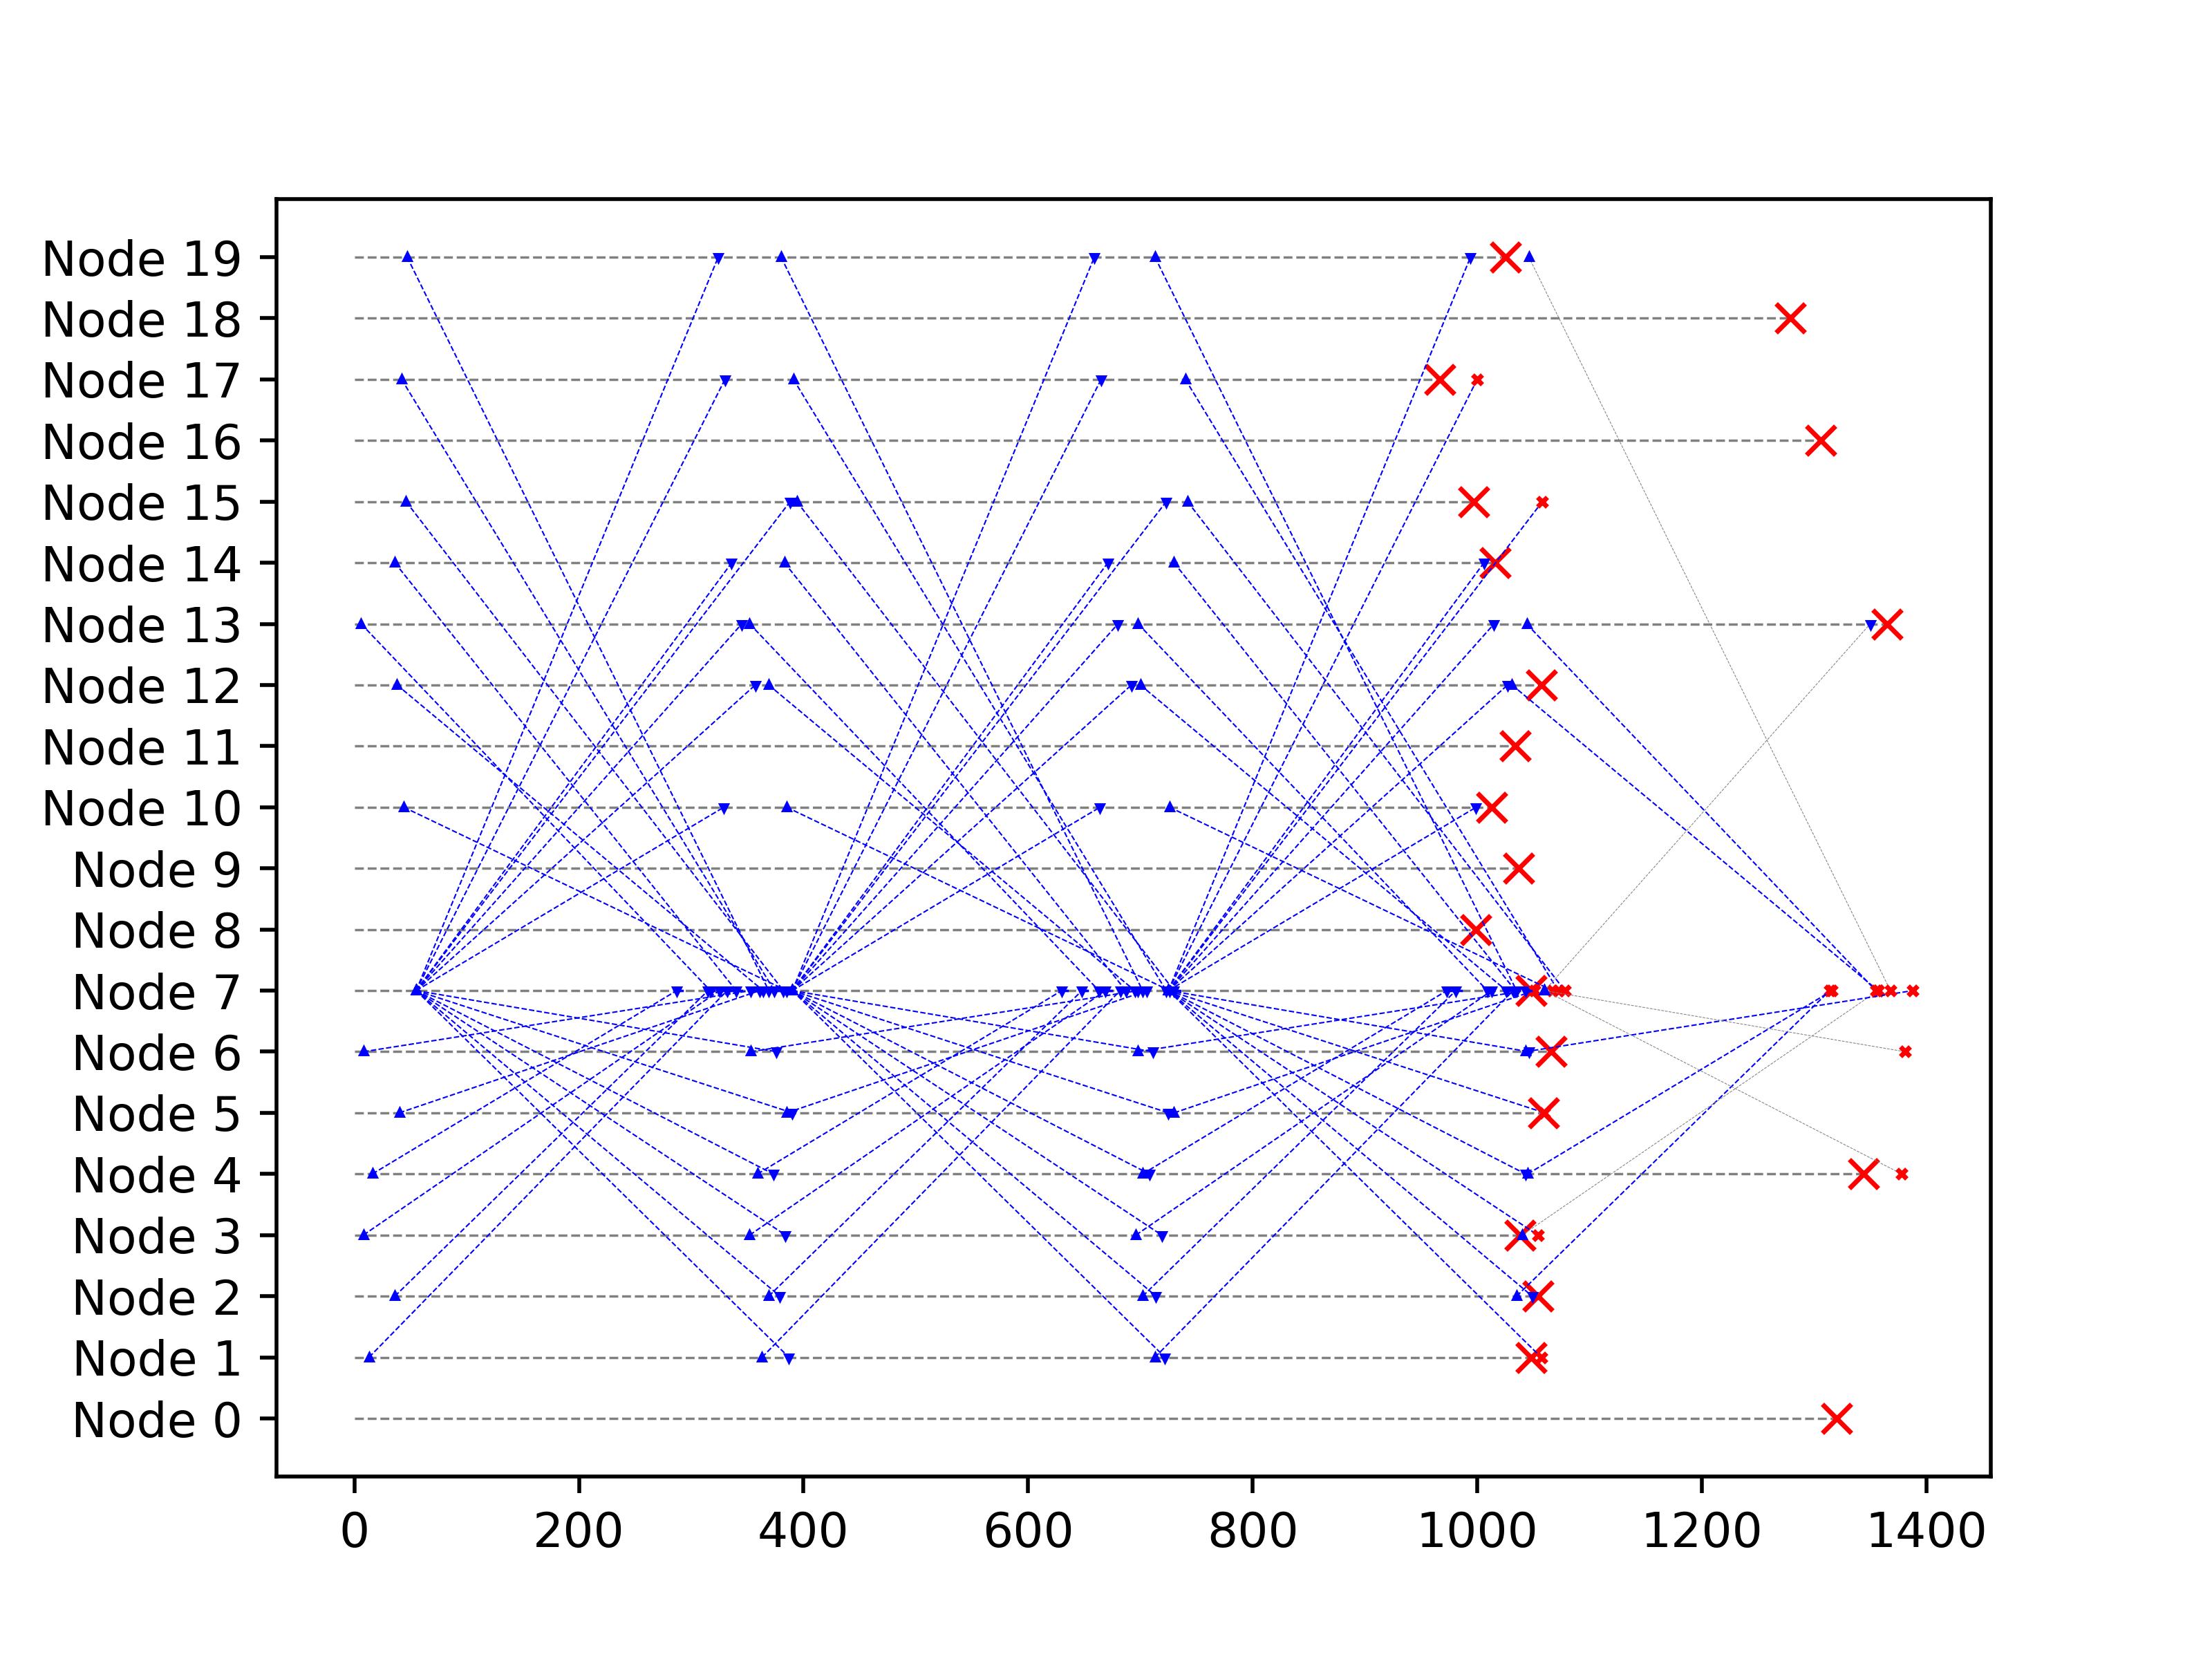 Node 19
Node 18
Node 17
Node 16
Node 15
Node 14
Node 13
Node 12
Node 11
Node 10
Node 9
Node 8
Node 7
Node 6
Node 5
Node 4
Node 3
Node 2
Node 1
Node 0
0 200 400 600 800 1000 1200 1400